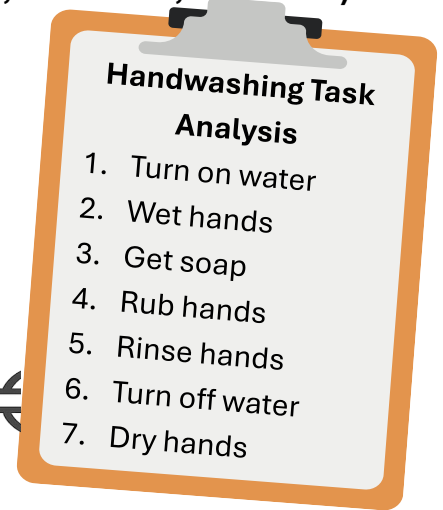 Handwashing Task
Analysis
1. Turn on water
2. Wet hands
3. Get soap
4. Rub hands
5. Rinse hands
6. Turn off water
7. Dry hands